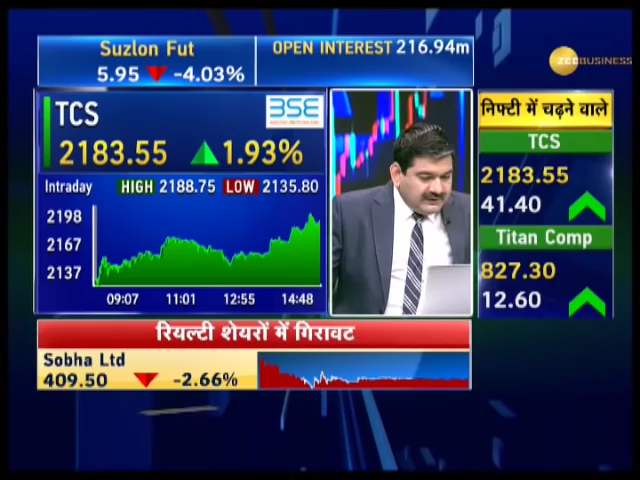 Suzlon Fut
5.95 -4.03%
OPEN INTEREST 216.94m
ZEE BUSINESS
TCS
BSE
2183.55 1.93%
Intraday HIGH 2188.75 LOW 2135.80
2198
2167
2137
09:07 11:01 12:55 14:48
निफ्टी में चढ़ने वाले
TCS
2183.55
41.40
Titan Comp
827.30
12.60
रियल्टी शेयरों में गिरावट
Sobha Ltd
409.50 -2.66%